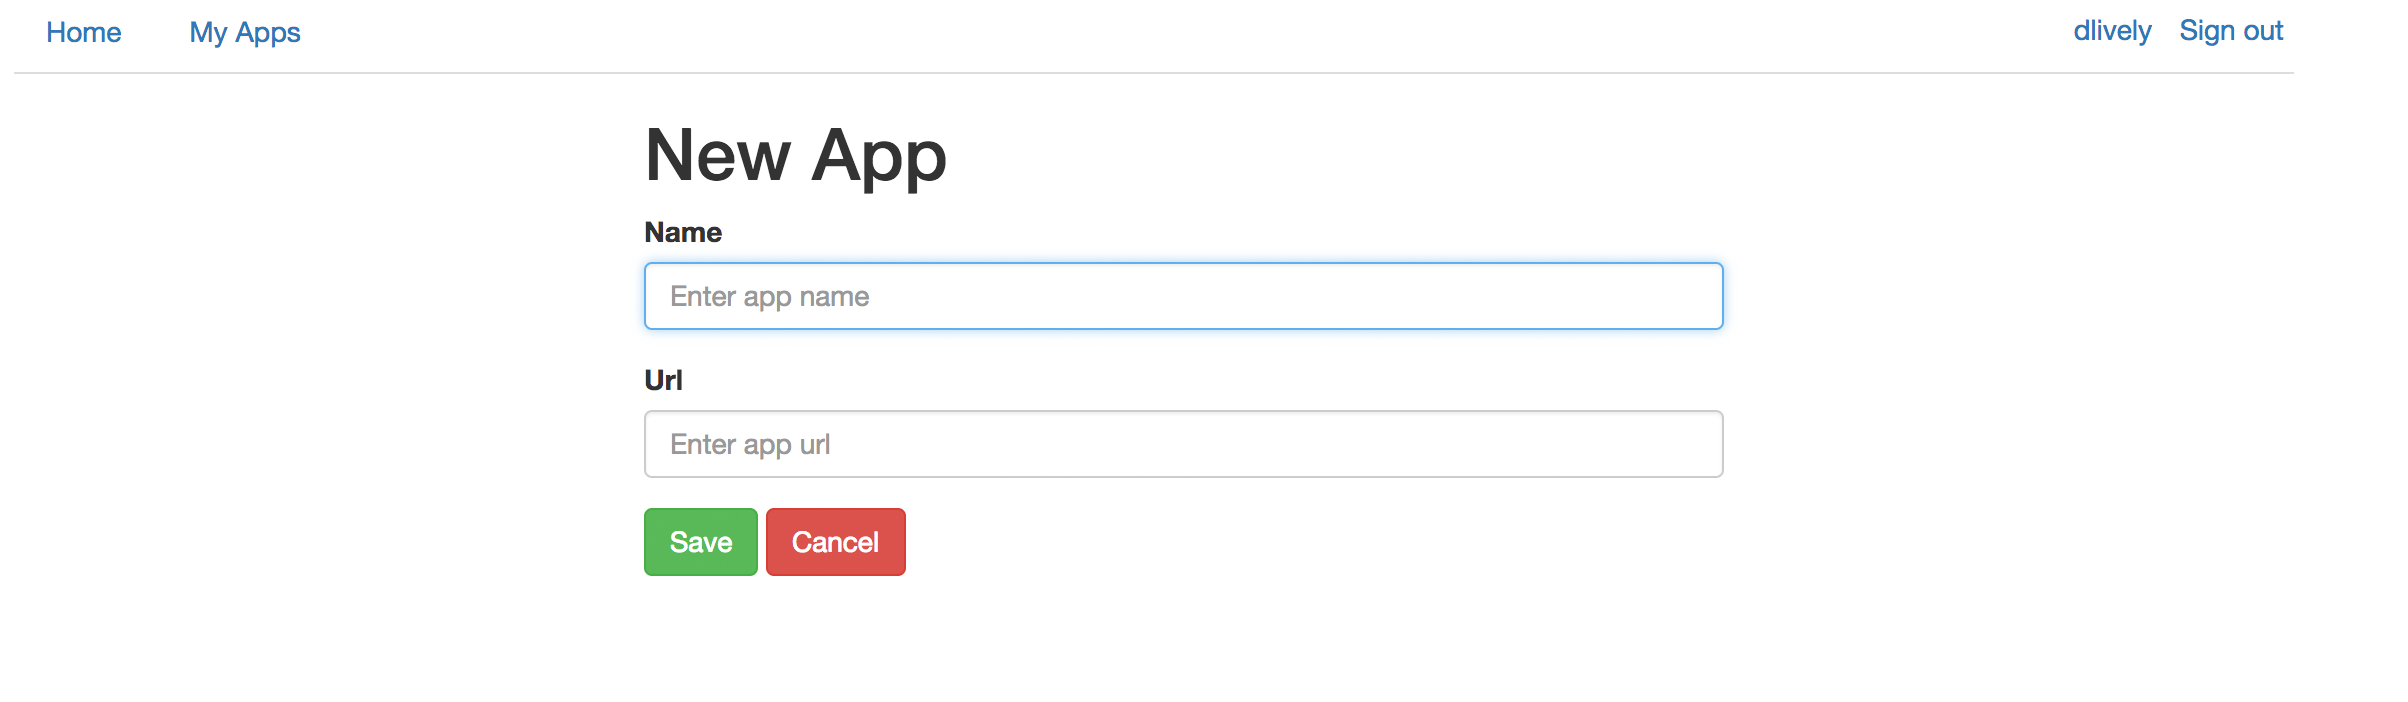 Home My Apps dlively Sign out
New App
Name
Enter app name
Url
Enter app url
Save Cancel